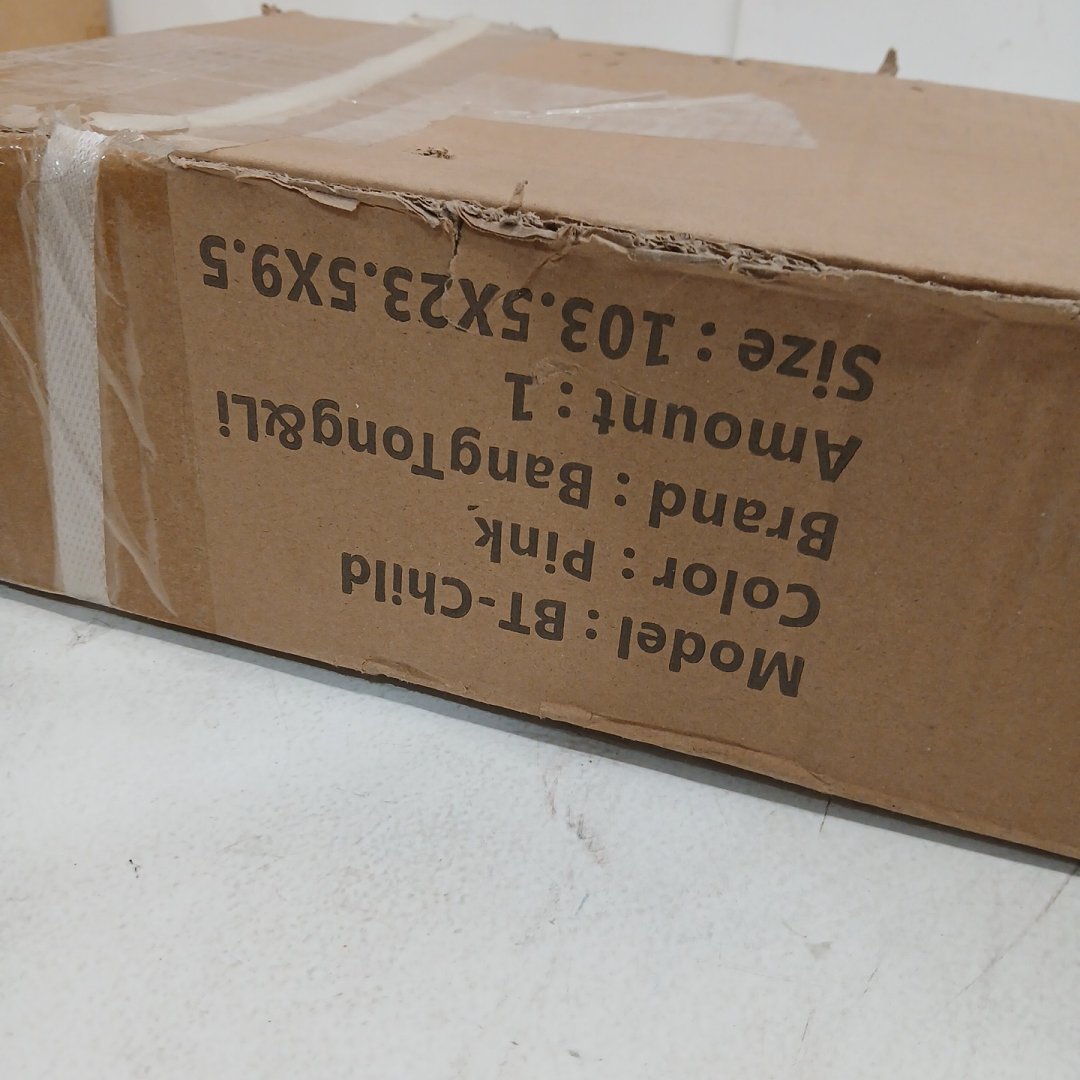 Model : BT-Child
Color : Pink
Brand : BangTong&Li
Amount : 1
Size : 103.5X23.5X9.5